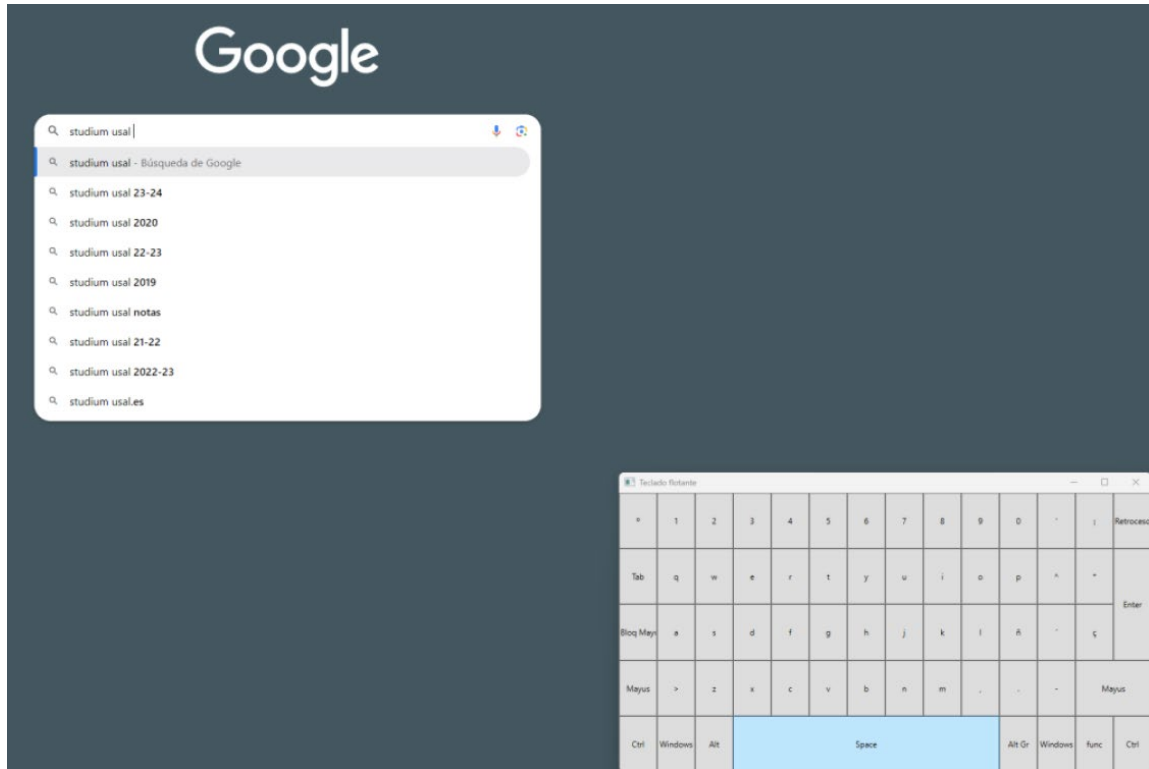 Google
studium usal
studium usal - Búsqueda de Google
studium usal 23-24
studium usal 2020
studium usal 22-23
studium usal 2019
studium usal notas
studium usal 21-22
studium usal 2022-23
studium usal.es
Teclado flotante
º 1 2 3 4 5 6 7 8 9 0 ' ¡ Retroceso
Tab q w e r t y u i o p ^ "
Enter
Bloq Mayu a s d f g h j k l ñ ç
Mayus > z x c v b n m , . - Mayus
Ctrl Windows Alt Space Alt Gr Windows func Ctrl